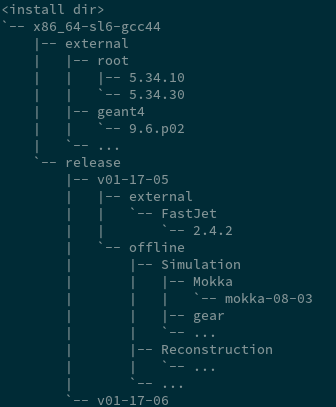 <install dir>
`-- x86_64-sl6-gcc44
    |-- external
    |   |-- root
    |   |   |-- 5.34.10
    |   |   |-- 5.34.30
    |   |-- geant4
    |   |   `-- 9.6.p02
    |   `-- ...
    `-- release
        |-- v01-17-05
        |   |-- external
        |   |   `-- FastJet
        |   |       `-- 2.4.2
        |   `-- offline
        |       |-- Simulation
        |       |   |-- Mokka
        |       |   |   `-- mokka-08-03
        |       |   |-- gear
        |       |   `-- ...
        |       |-- Reconstruction
        |       |   `-- ...
        |       `-- ...
        `-- v01-17-06